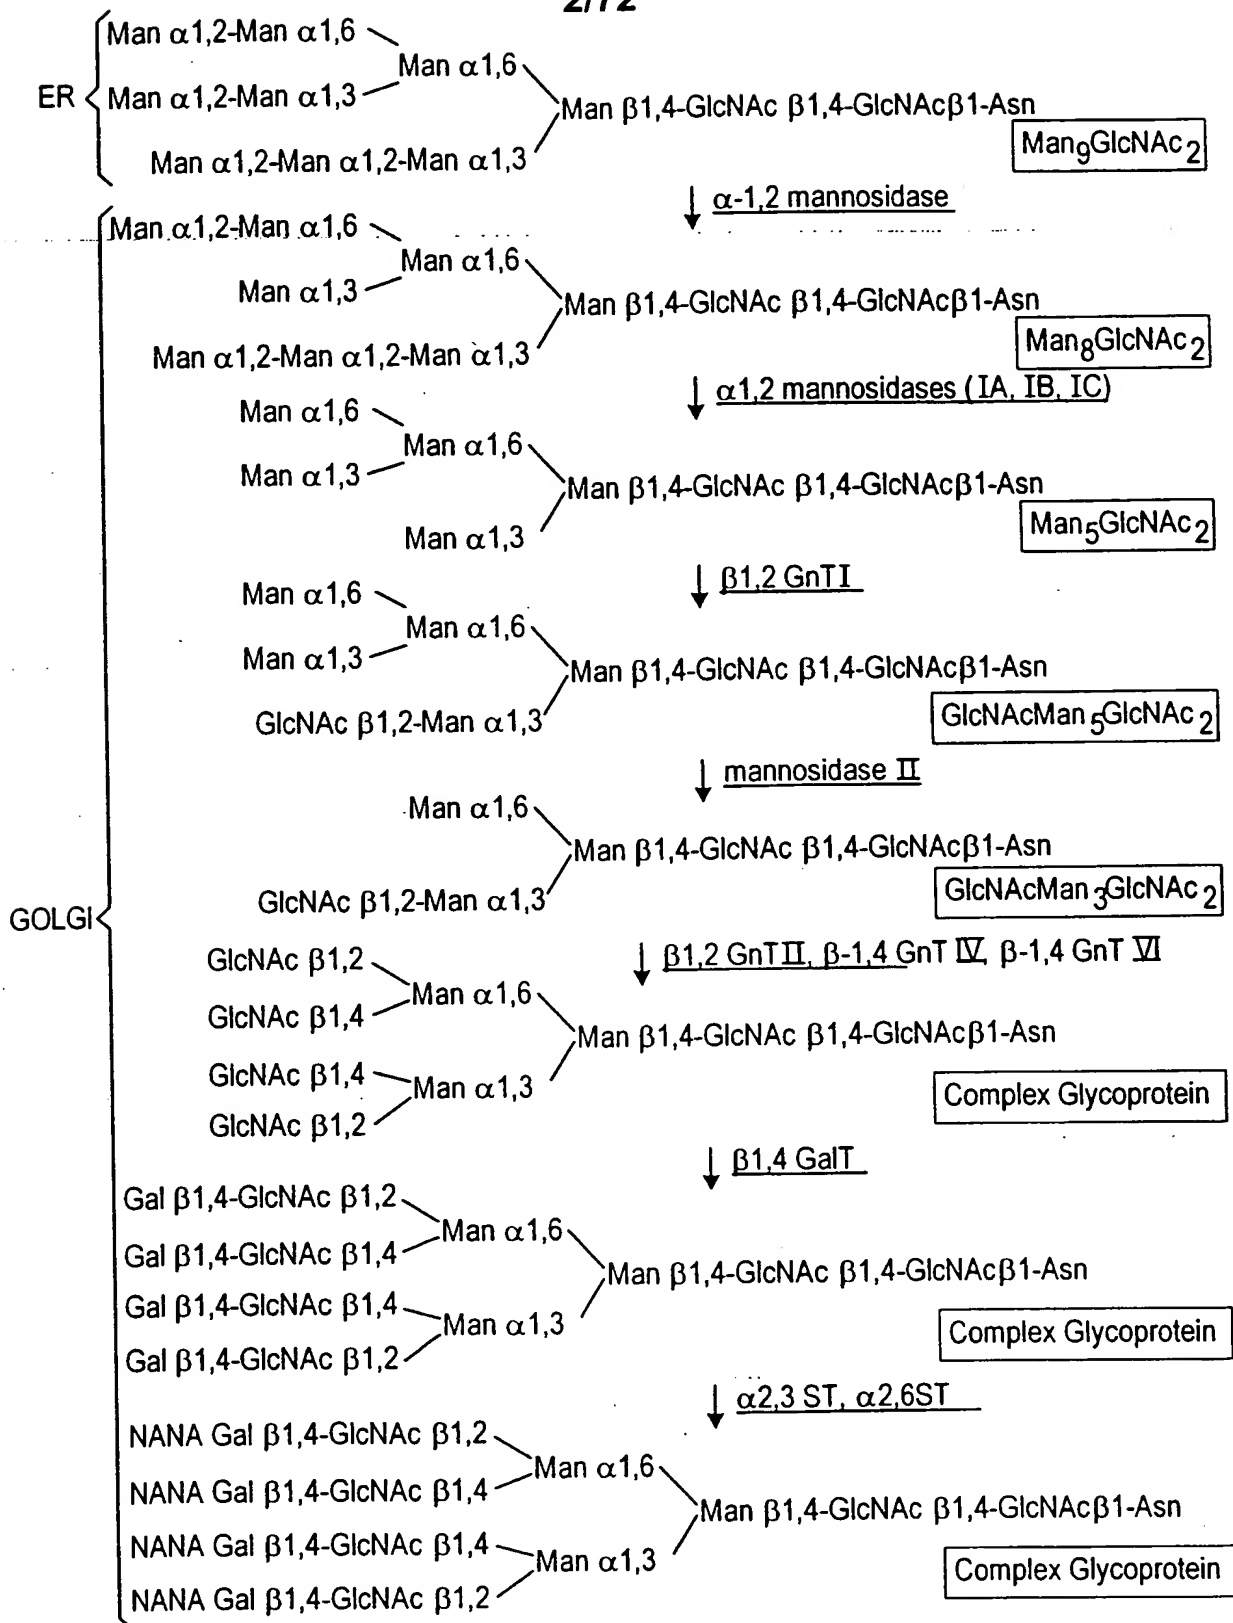 2/72
Man α1,2-Man α1,6
Man α1,6
ER
Man α1,2-Man α1,3
Man β1,4-GlcNAc β1,4-GlcNAcβ1-Asn
Man α1,2-Man α1,2-Man α1,3
Man9GlcNAc2
α-1,2 mannosidase
Man α1,2-Man α1,6
Man α1,6
Man α1,3
Man β1,4-GlcNAc β1,4-GlcNAcβ1-Asn
Man α1,2-Man α1,2-Man α1,3
Man8GlcNAc2
α1,2 mannosidases (IA, IB, IC)
Man α1,6
Man α1,6
Man α1,3
Man β1,4-GlcNAc β1,4-GlcNAcβ1-Asn
Man α1,3
Man5GlcNAc2
β1,2 GnTI
Man α1,6
Man α1,6
Man α1,3
Man β1,4-GlcNAc β1,4-GlcNAcβ1-Asn
GlcNAc β1,2-Man α1,3
GlcNAcMan5GlcNAc2
mannosidase II
Man α1,6
Man β1,4-GlcNAc β1,4-GlcNAcβ1-Asn
GlcNAc β1,2-Man α1,3
GlcNAcMan3GlcNAc2
GOLGI
β1,2 GnTII, β-1,4 GnT IV, β-1,4 GnT VI
GlcNAc β1,2
Man α1,6
GlcNAc β1,4
Man β1,4-GlcNAc β1,4-GlcNAcβ1-Asn
GlcNAc β1,4
Man α1,3
GlcNAc β1,2
Complex Glycoprotein
β1,4 GalT
Gal β1,4-GlcNAc β1,2
Man α1,6
Gal β1,4-GlcNAc β1,4
Man β1,4-GlcNAc β1,4-GlcNAcβ1-Asn
Gal β1,4-GlcNAc β1,4
Man α1,3
Gal β1,4-GlcNAc β1,2
Complex Glycoprotein
α2,3 ST, α2,6ST
NANA Gal β1,4-GlcNAc β1,2
Man α1,6
NANA Gal β1,4-GlcNAc β1,4
Man β1,4-GlcNAc β1,4-GlcNAcβ1-Asn
NANA Gal β1,4-GlcNAc β1,4
Man α1,3
NANA Gal β1,4-GlcNAc β1,2
Complex Glycoprotein